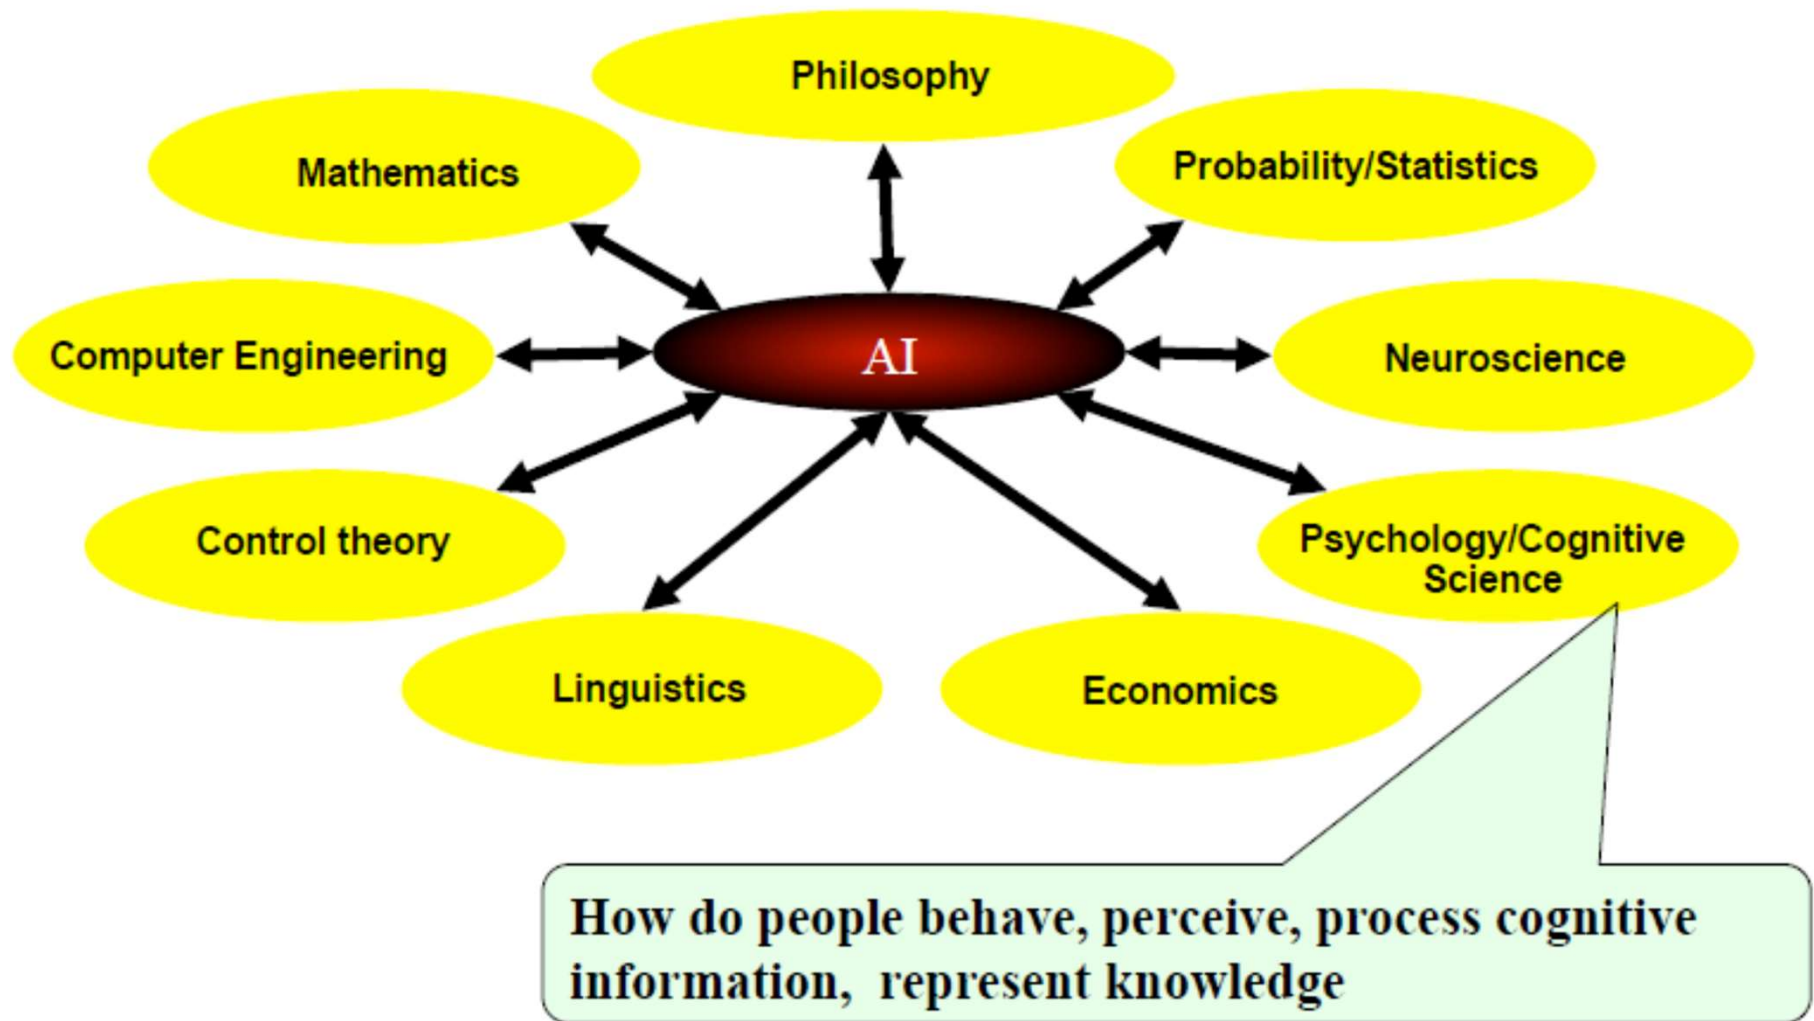 Philosophy
Mathematics
Probability/Statistics
Computer Engineering
AI
Neuroscience
Control theory
Psychology/Cognitive
Science
Linguistics
Economics
How do people behave, perceive, process cognitive
information, represent knowledge